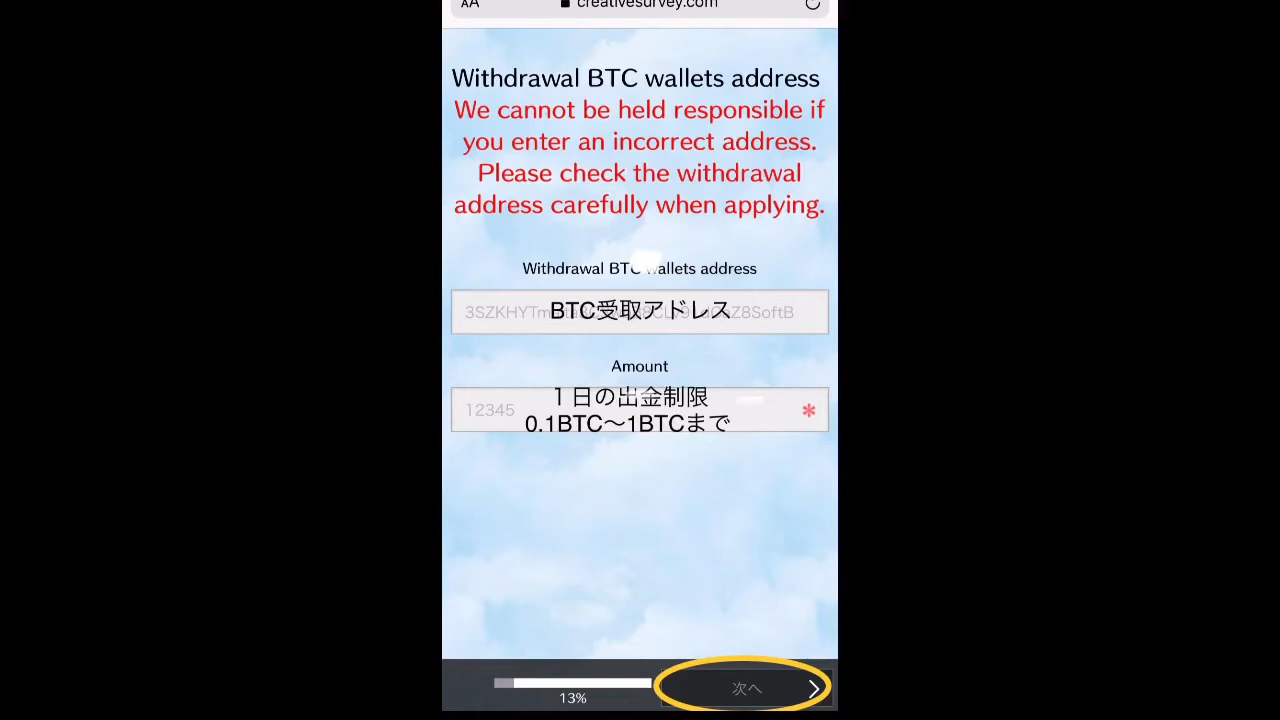 AA creativesurvey.com
Withdrawal BTC wallets address
We cannot be held responsible if
you enter an incorrect address.
Please check the withdrawal
address carefully when applying.
Withdrawal BTC wallets address
BTC受取アドレス
Amount
12345
１日の出金制限
0.1BTC〜1BTCまで
*
13%
次へ